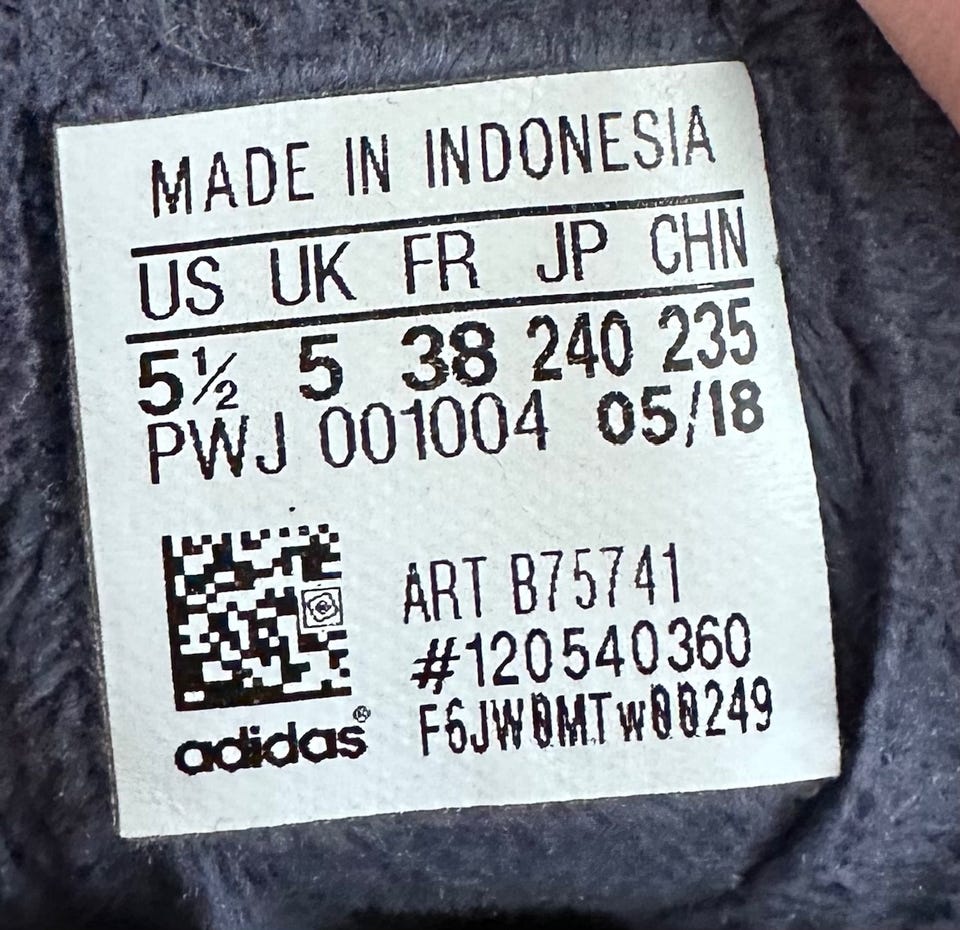 MADE IN INDONESIA
US UK FR JP CHN
5½ 5 38 240 235
PWJ 001004 05/18
ART B75741
#120540360
F6JW0MTw00249
adidas®